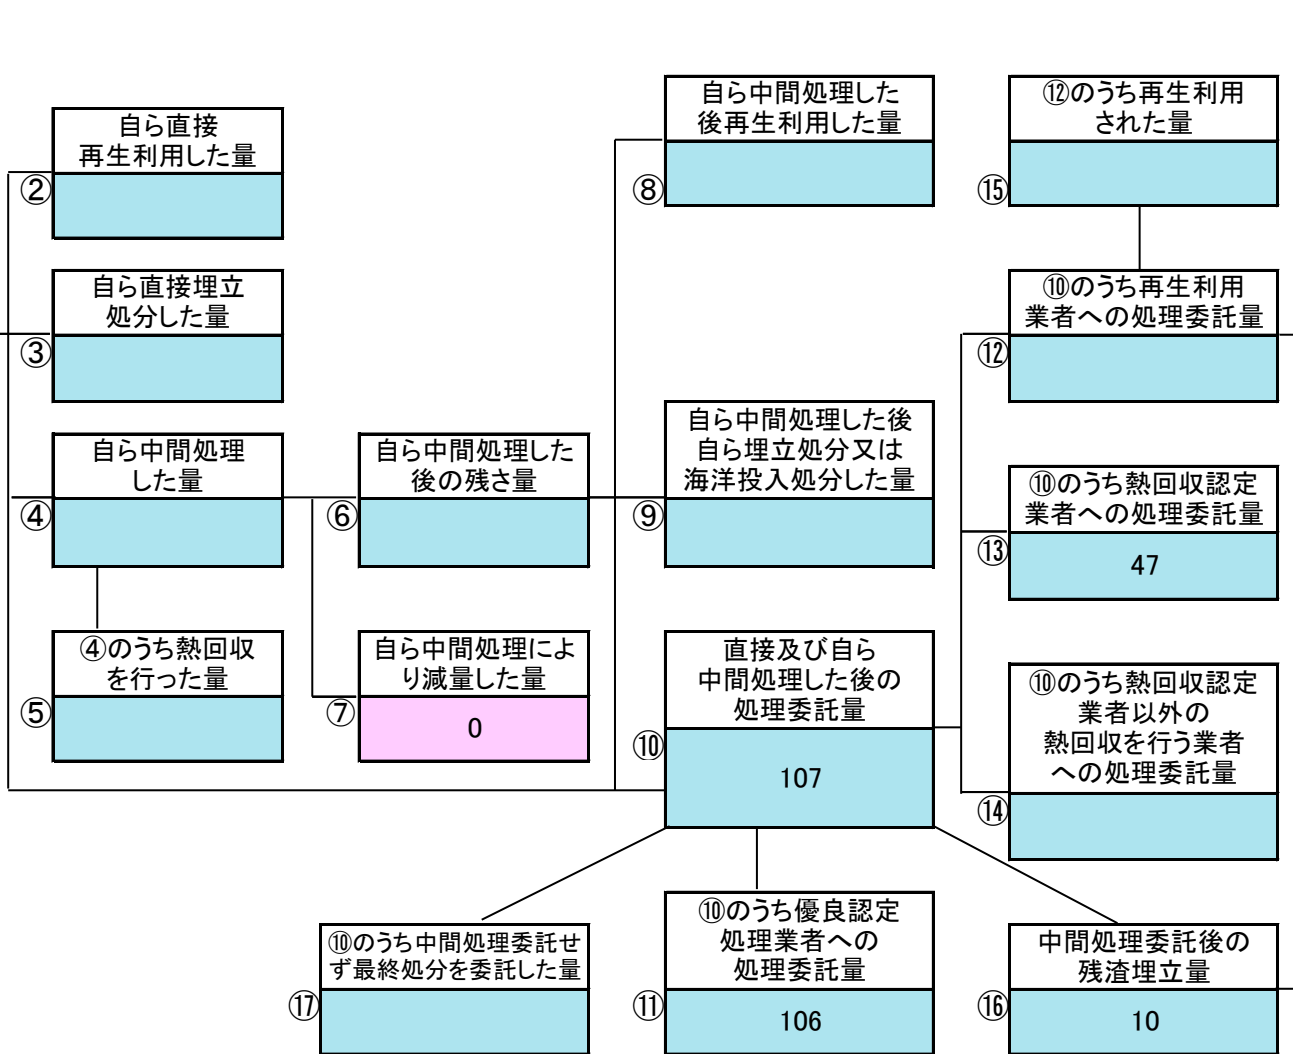 自ら直接
再生利用した量
②
自ら直接埋立
処分した量
③
自ら中間処理
した量
④
④のうち熱回収
を行った量
⑤
自ら中間処理した
後の残さ量
⑥
自ら中間処理によ
り減量した量
⑦
0
自ら中間処理した
後再生利用した量
⑧
自ら中間処理した後
自ら埋立処分又は
海洋投入処分した量
⑨
直接及び自ら
中間処理した後の
処理委託量
⑩
107
⑩のうち優良認定
処理業者への
処理委託量
⑪
106
⑫のうち再生利用
された量
⑮
⑩のうち再生利用
業者への処理委託量
⑫
⑩のうち熱回収認定
業者への処理委託量
⑬
47
⑩のうち熱回収認定
業者以外の
熱回収を行う業者
への処理委託量
⑭
中間処理委託後の
残渣埋立量
⑯
10
⑩のうち中間処理委託せ
ず最終処分を委託した量
⑰